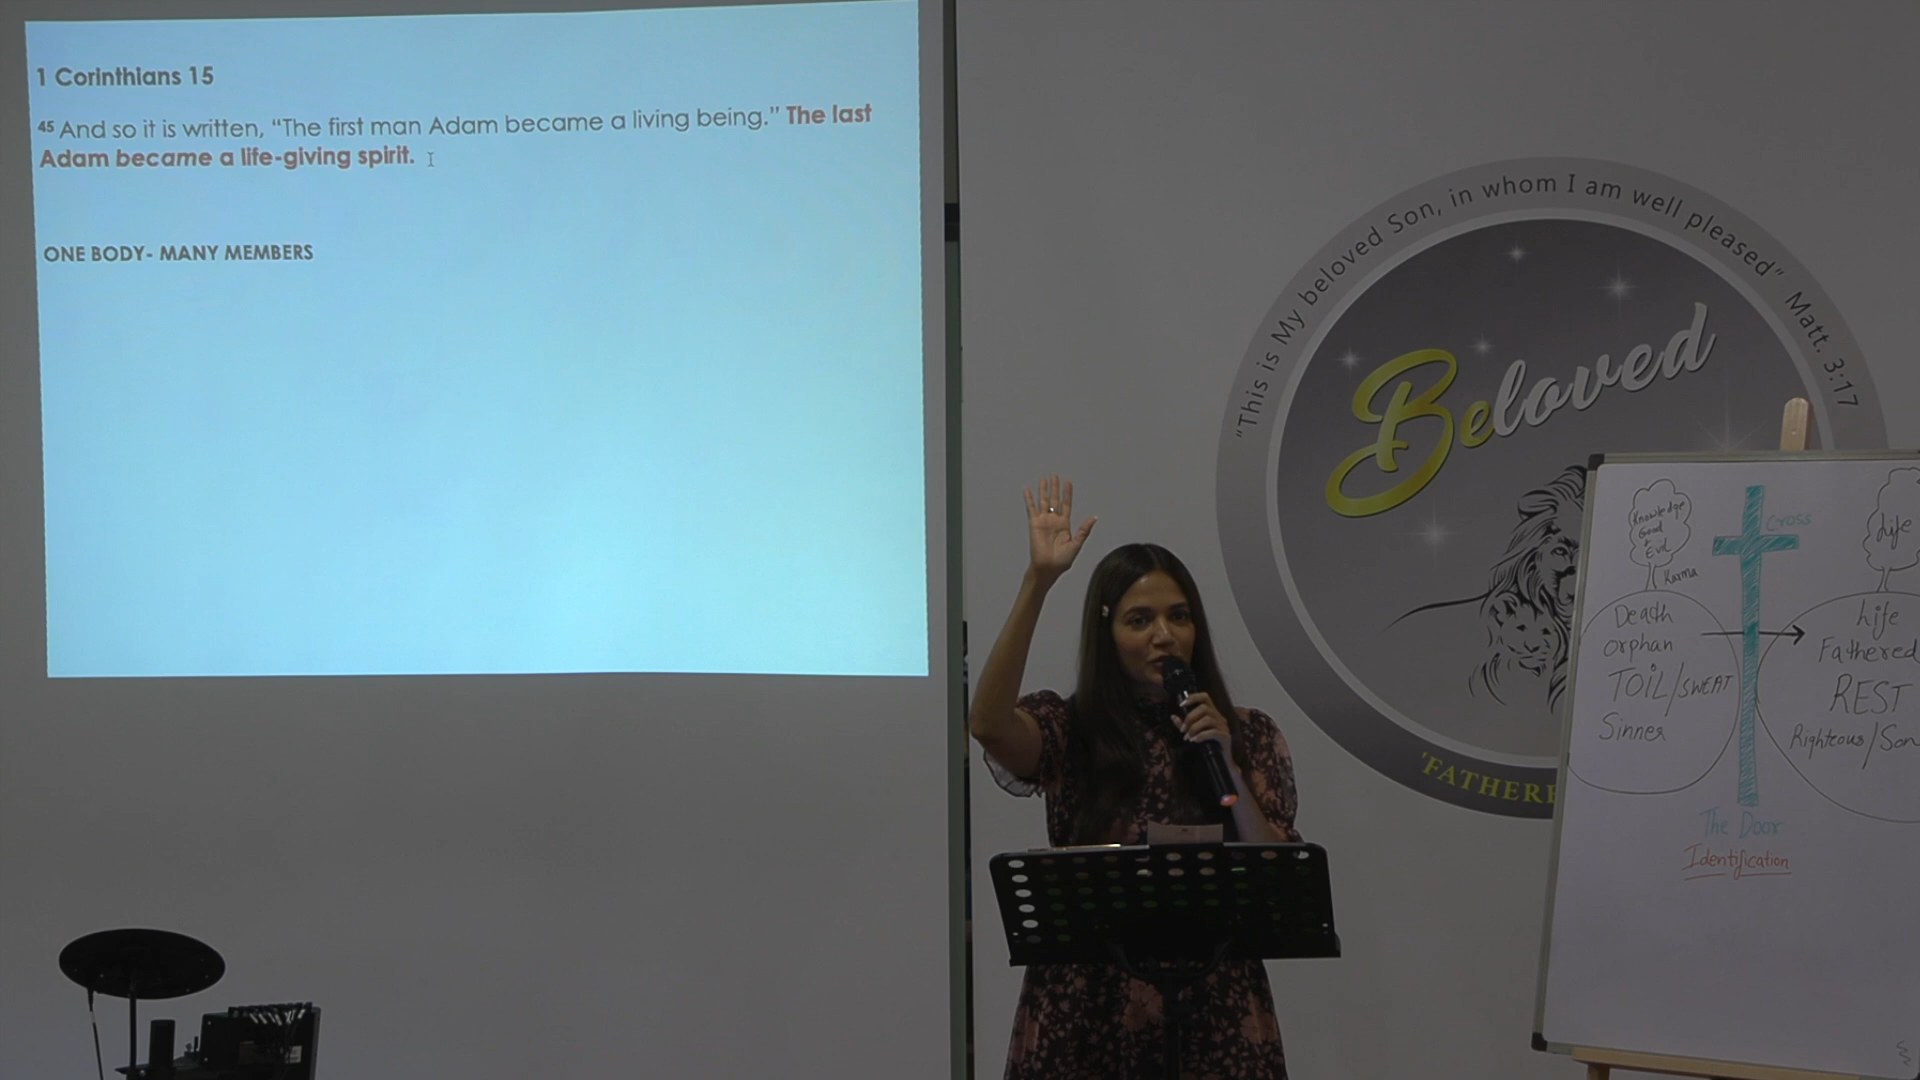 1 Corinthians 15
45 And so it is written, “The first man Adam became a living being.” The last
Adam became a life-giving spirit.
ONE BODY- MANY MEMBERS
"This is My beloved Son, in whom I am well pleased" Matt. 3:17
Beloved
Knowledge
Good
+
Evil
Karma
Cross
Life
Death
orphan
TOIL/SWEAT
Sinner
Life
Fathered
REST
Righteous/Son
The Door
Identification